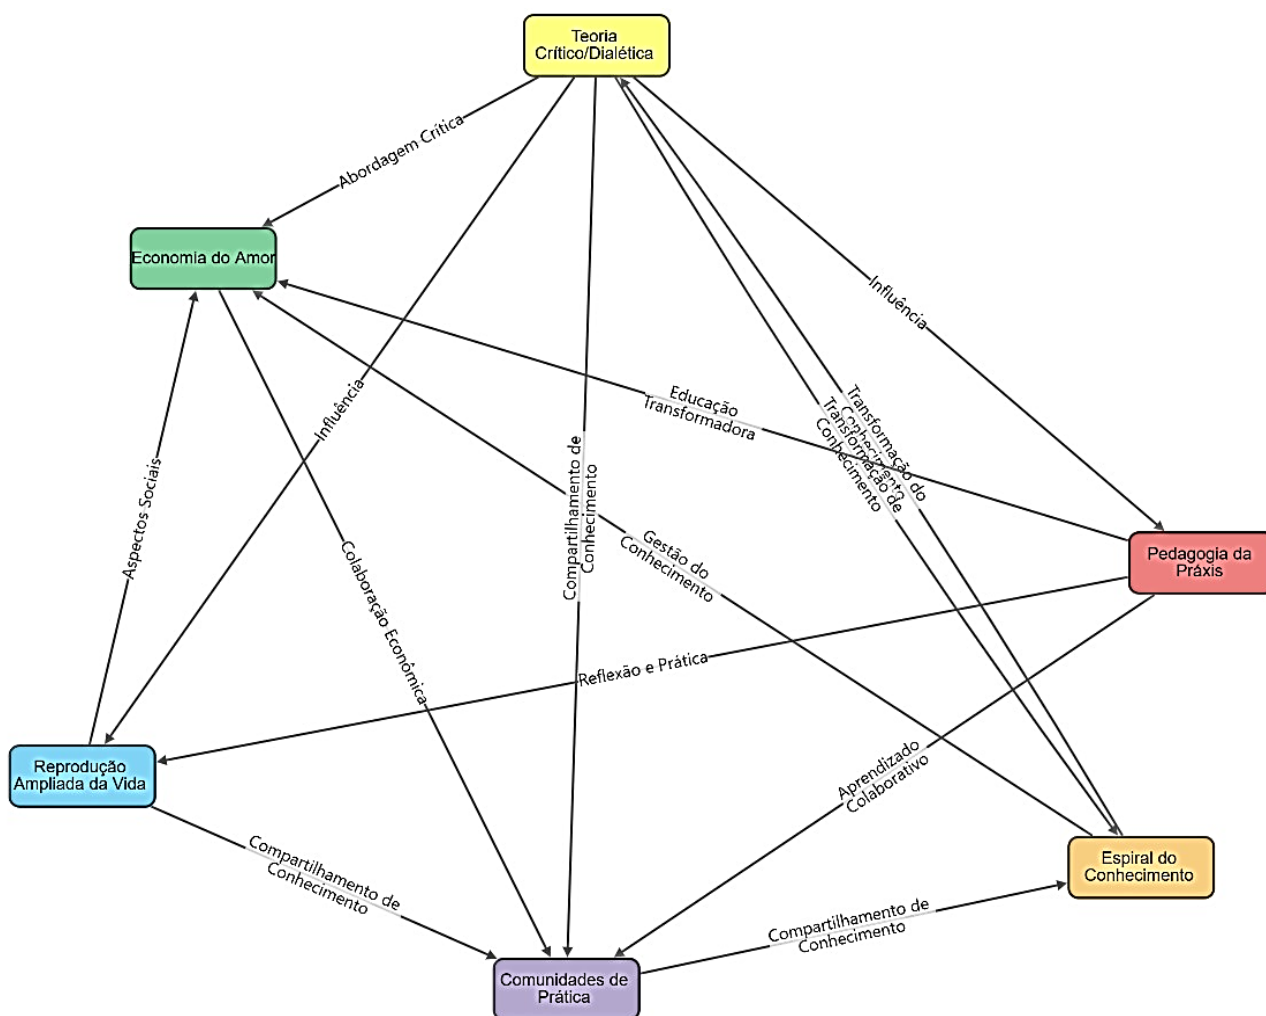 Teoria
Crítico/Dialética
Abordagem Crítica
Economia do Amor
Influência
Influência
Educação
Transformadora
Transformação do
Conhecimento
Transformação de
Conhecimento
Compartilhamento de
Conhecimento
Aspectos Sociais
Colaboração Econômica
Gestão do
Conhecimento
Pedagogia da
Práxis
Reflexão e Prática
Reprodução
Ampliada da Vida
Aprendizado
Colaborativo
Compartilhamento de
Conhecimento
Espiral do
Conhecimento
Compartilhamento de
Conhecimento
Comunidades de
Prática